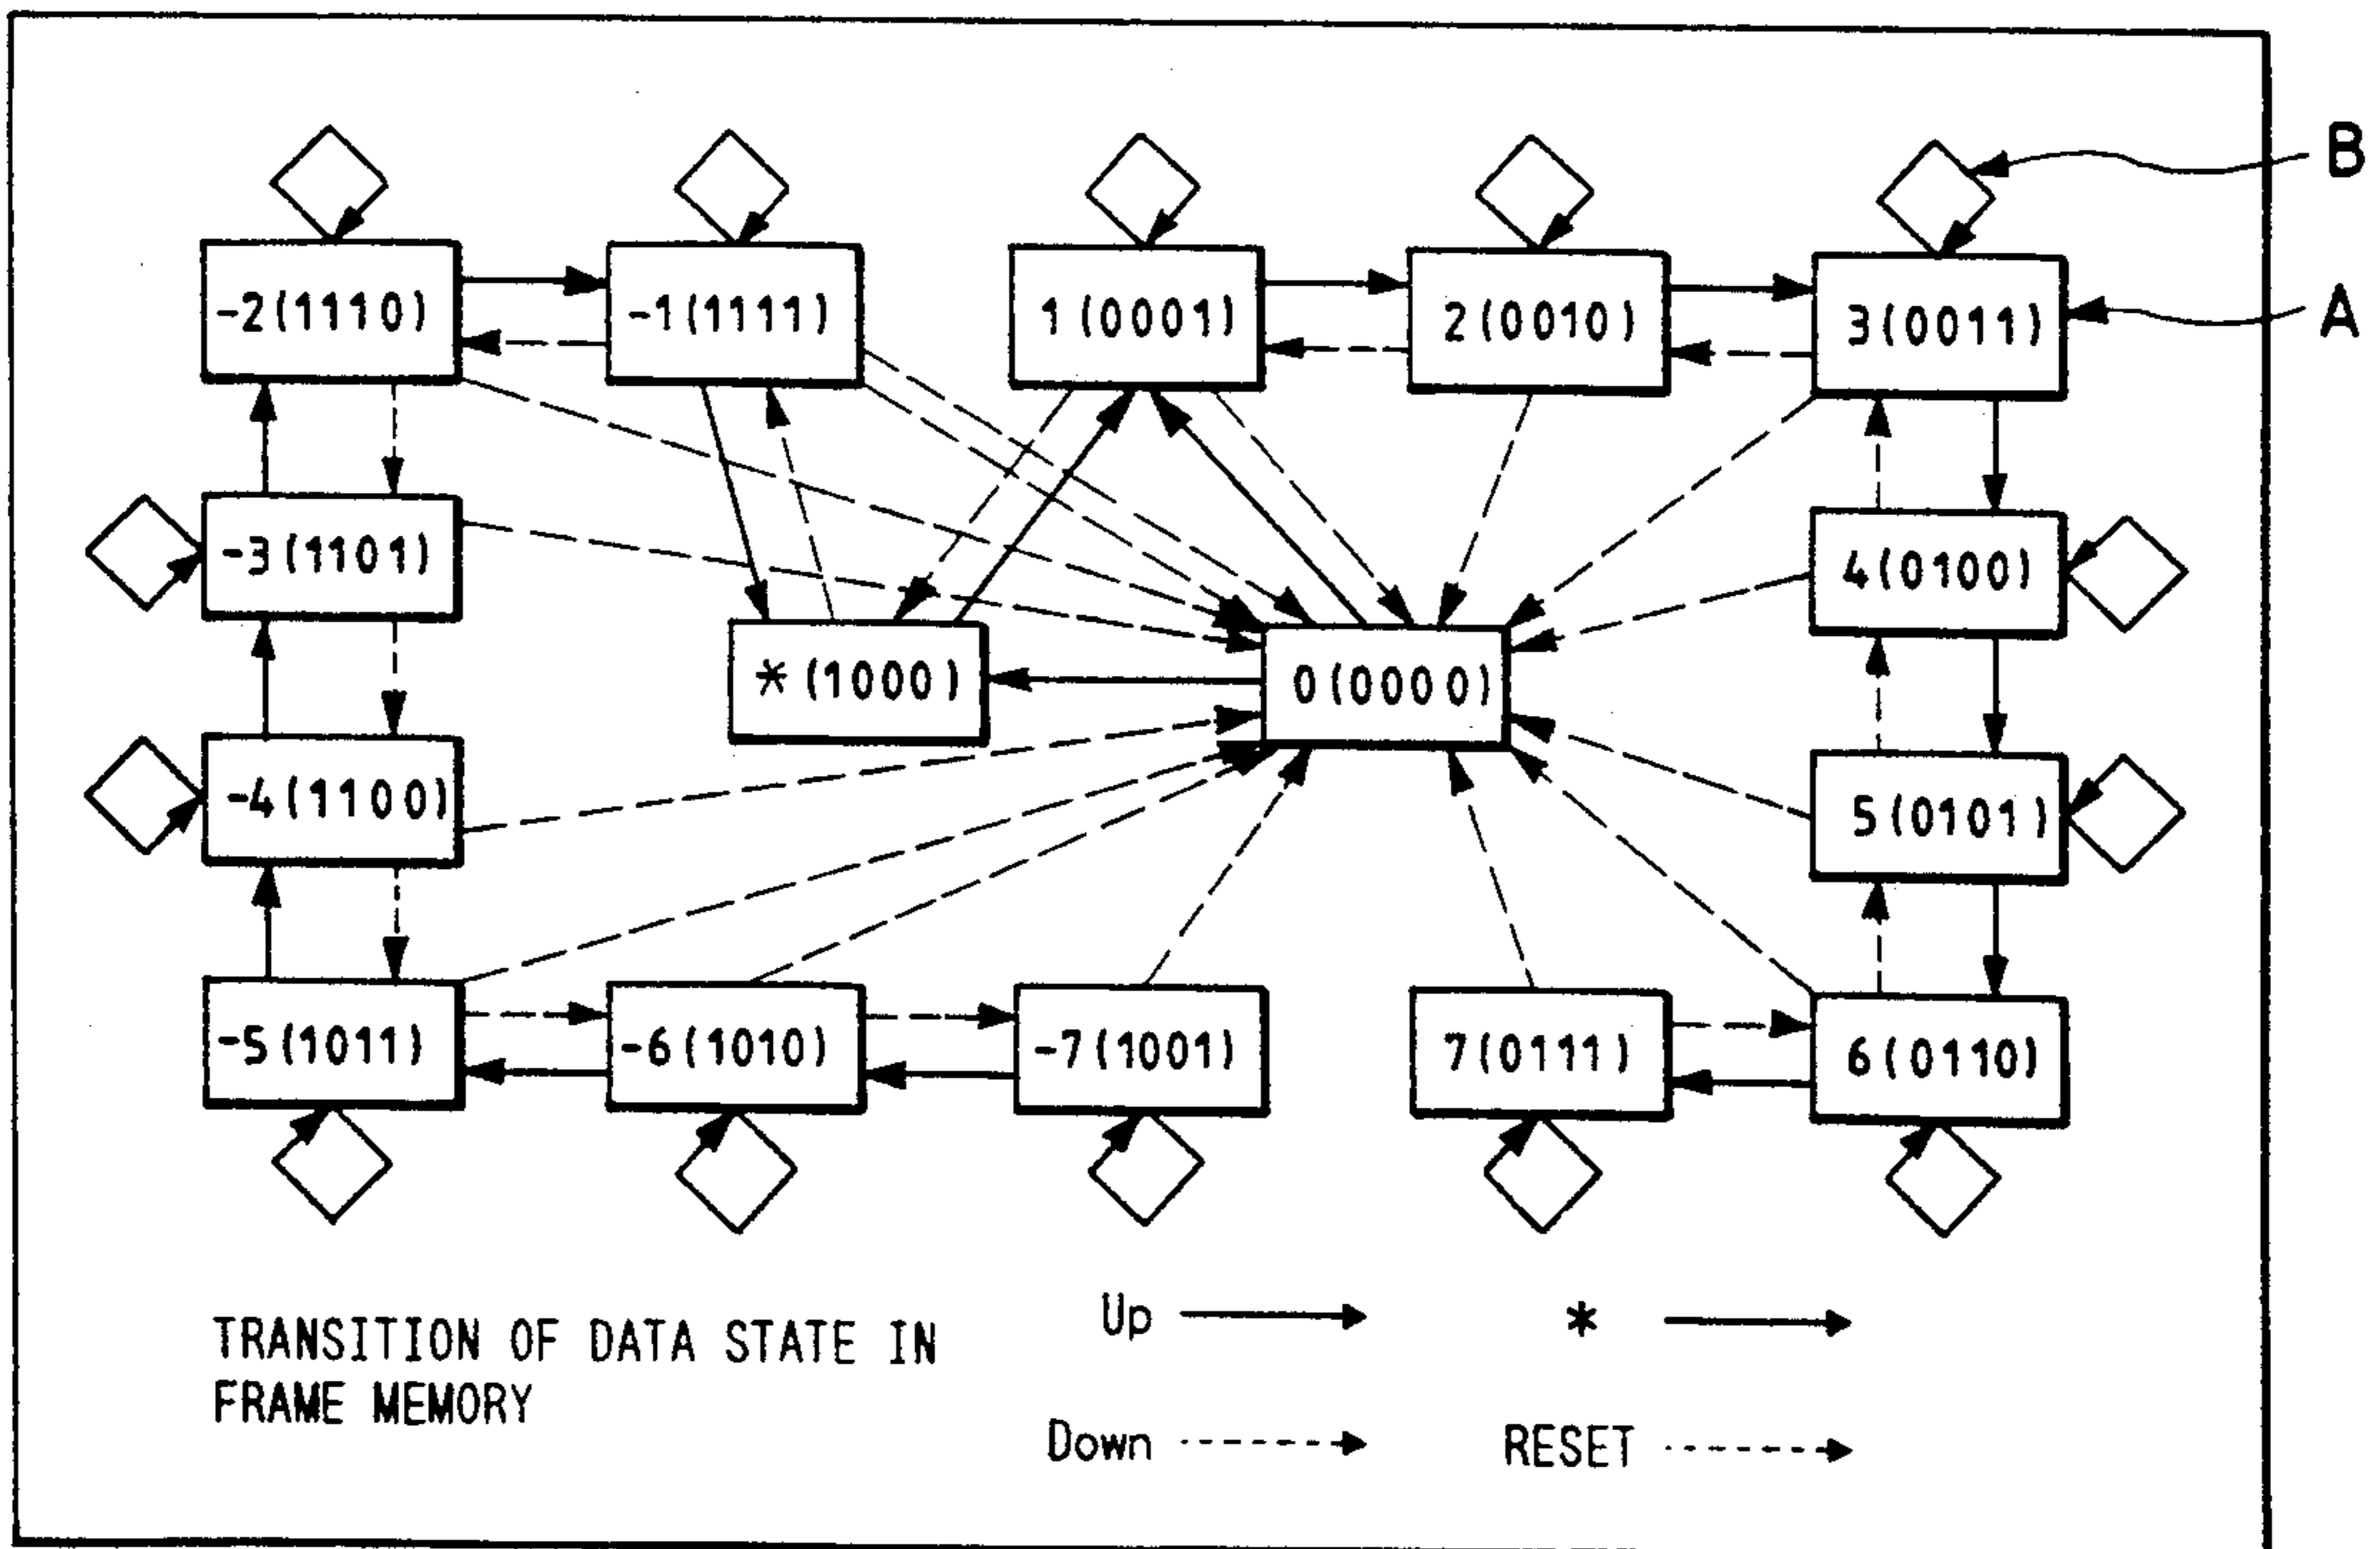 B
-2(1110) -1(1111) 1(0001) 2(0010) 3(0011) A
-3(1101) 4(0100)
*(1000) 0(0000)
-4(1100) 5(0101)
-5(1011) -6(1010) -7(1001) 7(0111) 6(0110)
TRANSITION OF DATA STATE IN
FRAME MEMORY
Up *
Down RESET